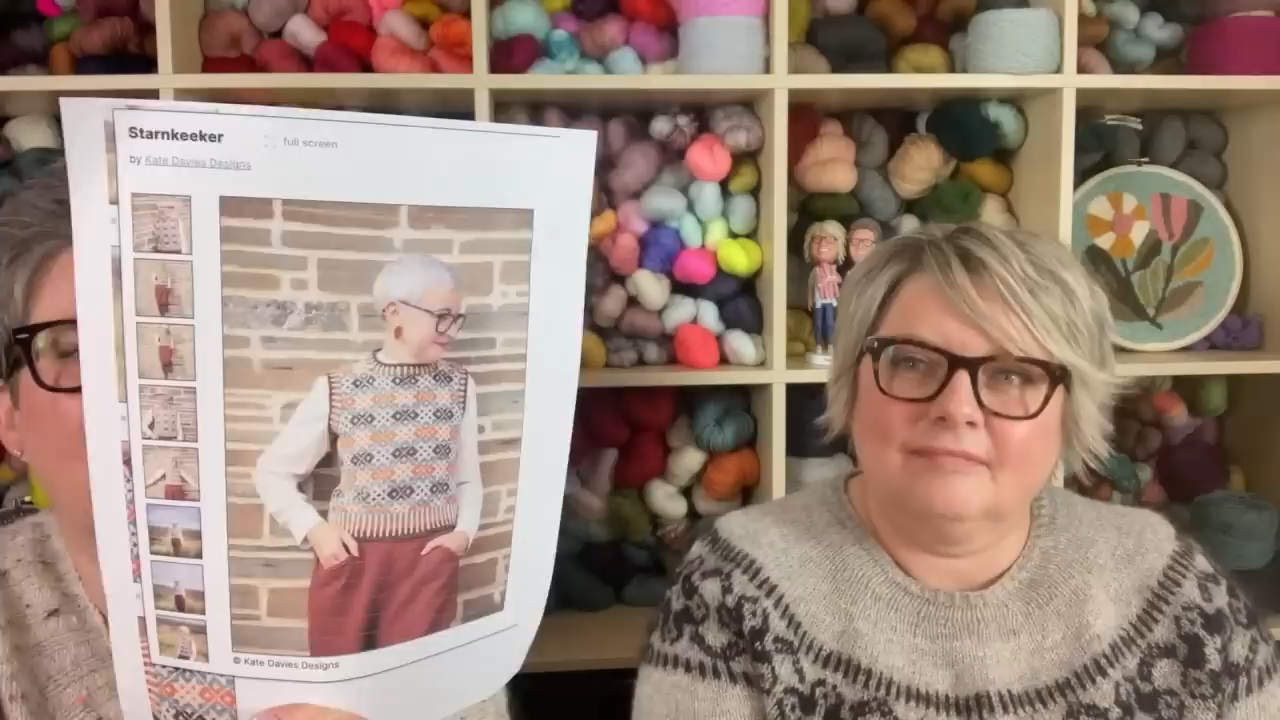 Starnkeeker
full screen
by Kate Davies Designs
© Kate Davies Designs